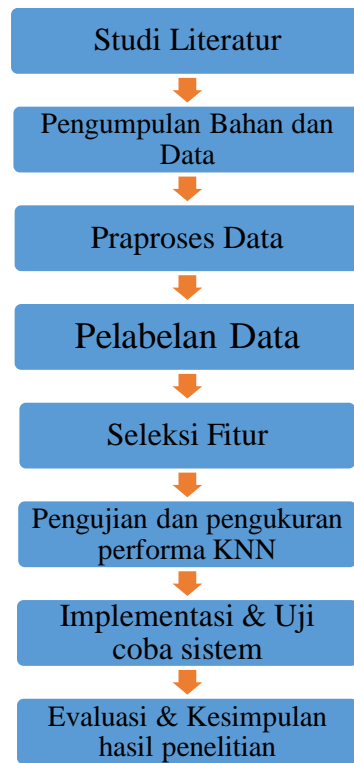 Studi Literatur
Pengumpulan Bahan dan
Data
Praproses Data
Pelabelan Data
Seleksi Fitur
Pengujian dan pengukuran
performa KNN
Implementasi & Uji
coba sistem
Evaluasi & Kesimpulan
hasil penelitian